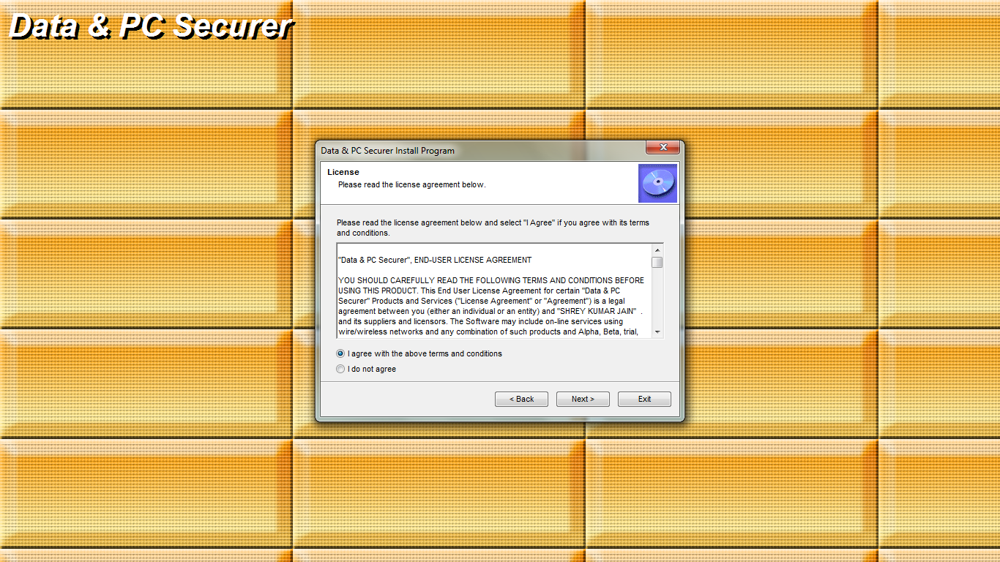 Data & PC Securer
Data & PC Securer Install Program
License
Please read the license agreement below.
Please read the license agreement below and select "I Agree" if you agree with its terms
and conditions.
"Data & PC Securer", END-USER LICENSE AGREEMENT
YOU SHOULD CAREFULLY READ THE FOLLOWING TERMS AND CONDITIONS BEFORE
USING THIS PRODUCT. This End User License Agreement for certain "Data & PC
Securer" Products and Services ("License Agreement" or "Agreement") is a legal
agreement between you (either an individual or an entity) and "SHREY KUMAR JAIN" .
and its suppliers and licensors. The Software may include on-line services using
wire/wireless networks and any combination of such products and Alpha, Beta, trial,
I agree with the above terms and conditions
I do not agree
< Back
Next >
Exit